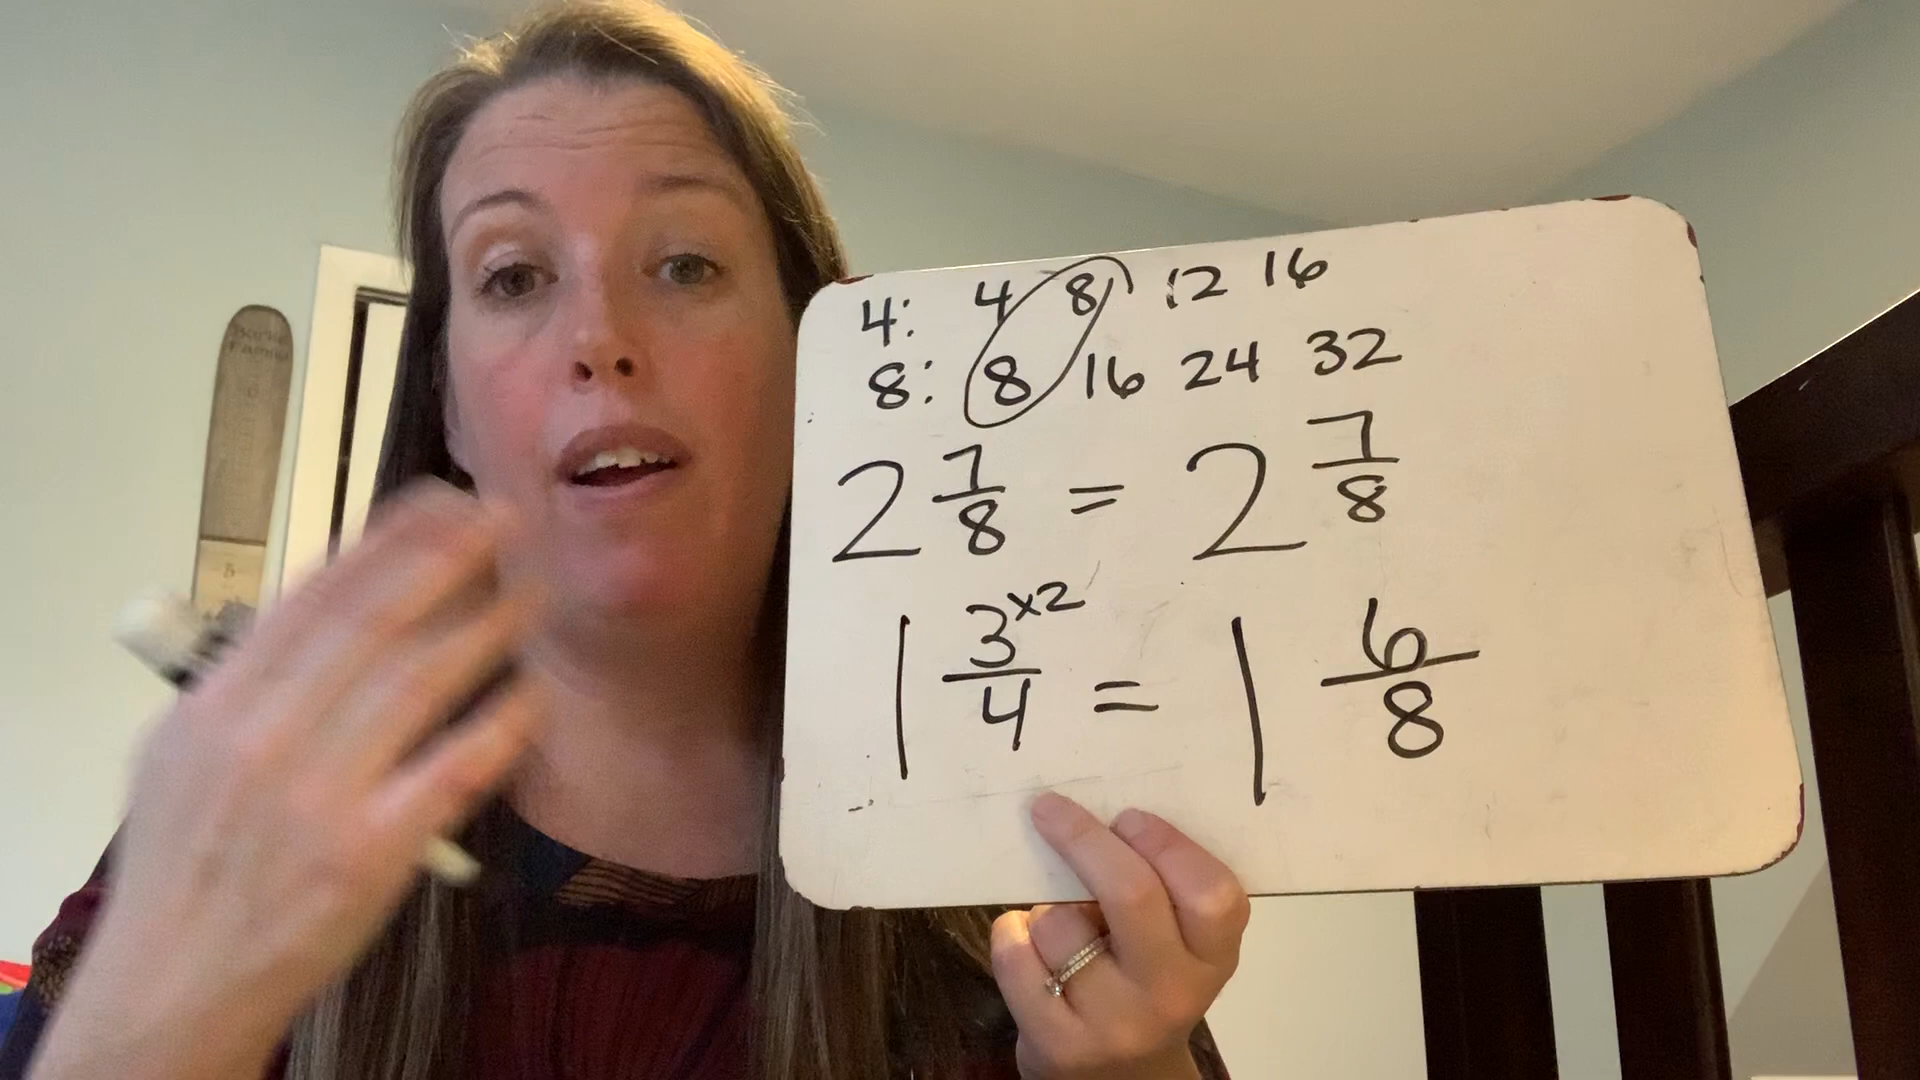 4: 4 8 12 16
8: 8 16 24 32
2 7/8 = 2 7/8
1 3/4 ×2 = 1 6/8